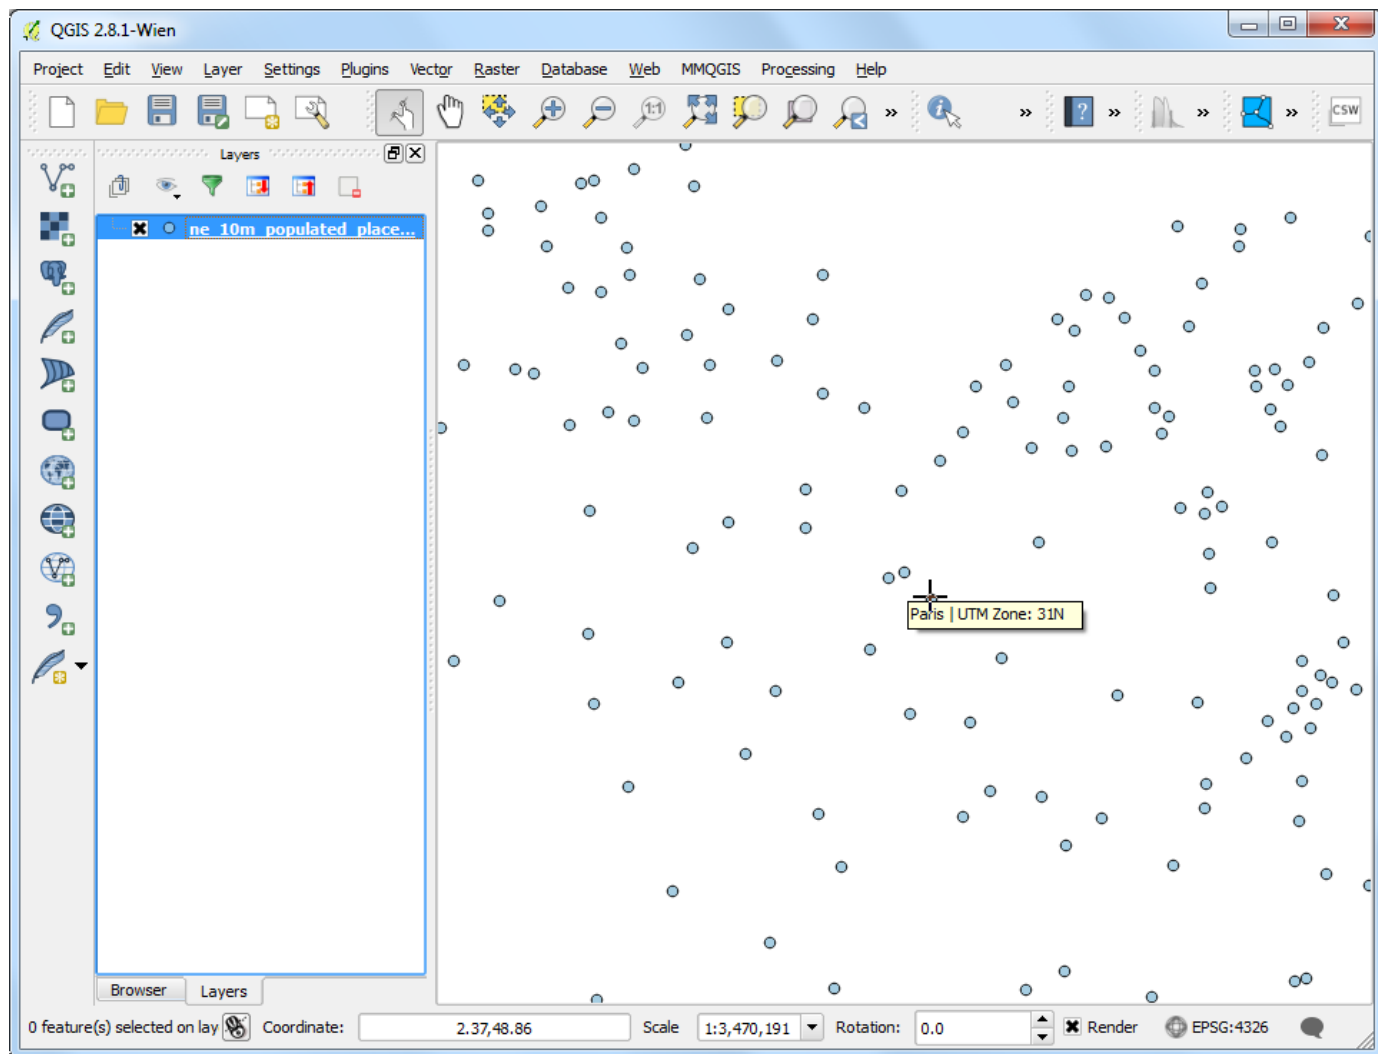 QGIS 2.8.1-Wien
Project Edit View Layer Settings Plugins Vector Raster Database Web MMQGIS Processing Help
1:1 » » ? » » » CSW
Layers
ne_10m_populated_place...
Paris | UTM Zone: 31N
Browser Layers
0 feature(s) selected on lay Coordinate: 2.37,48.86 Scale 1:3,470,191 Rotation: 0.0 Render EPSG:4326